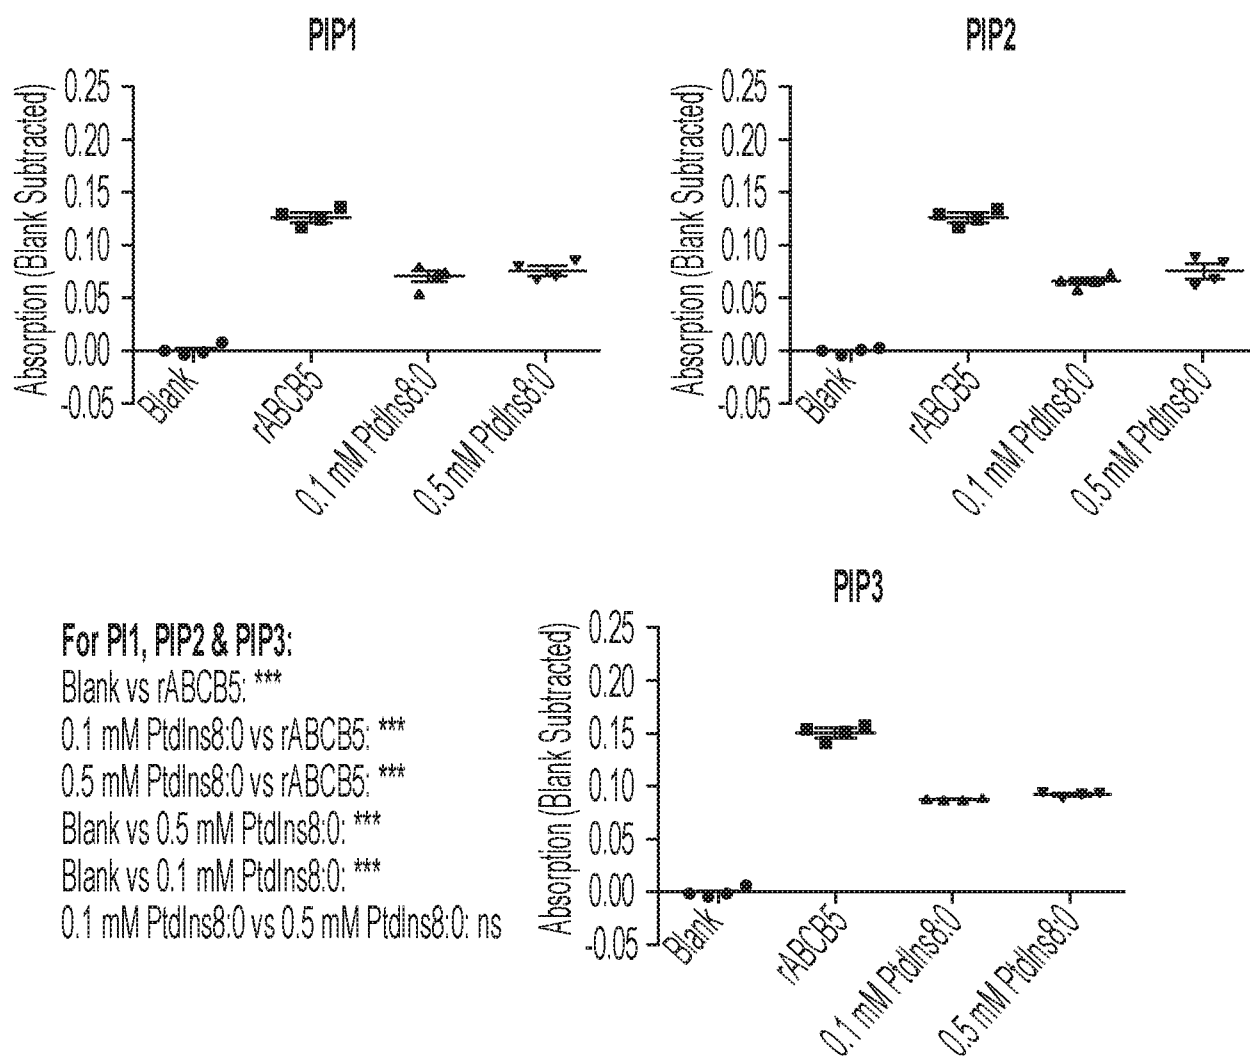 PIP1
Absorption (Blank Subtracted)
0.25
0.20
0.15
0.10
0.05
0.00
-0.05
Blank
rABCB5
0.1 mM PtdIns8:0
0.5 mM PtdIns8:0
PIP2
Absorption (Blank Subtracted)
0.25
0.20
0.15
0.10
0.05
0.00
-0.05
Blank
rABCB5
0.1 mM PtdIns8:0
0.5 mM PtdIns8:0
For PI1, PIP2 & PIP3:
Blank vs rABCB5: ***
0.1 mM PtdIns8:0 vs rABCB5: ***
0.5 mM PtdIns8:0 vs rABCB5: ***
Blank vs 0.5 mM PtdIns8:0: ***
Blank vs 0.1 mM PtdIns8:0: ***
0.1 mM PtdIns8:0 vs 0.5 mM PtdIns8:0: ns
PIP3
Absorption (Blank Subtracted)
0.25
0.20
0.15
0.10
0.05
0.00
-0.05
Blank
rABCB5
0.1 mM PtdIns8:0
0.5 mM PtdIns8:0